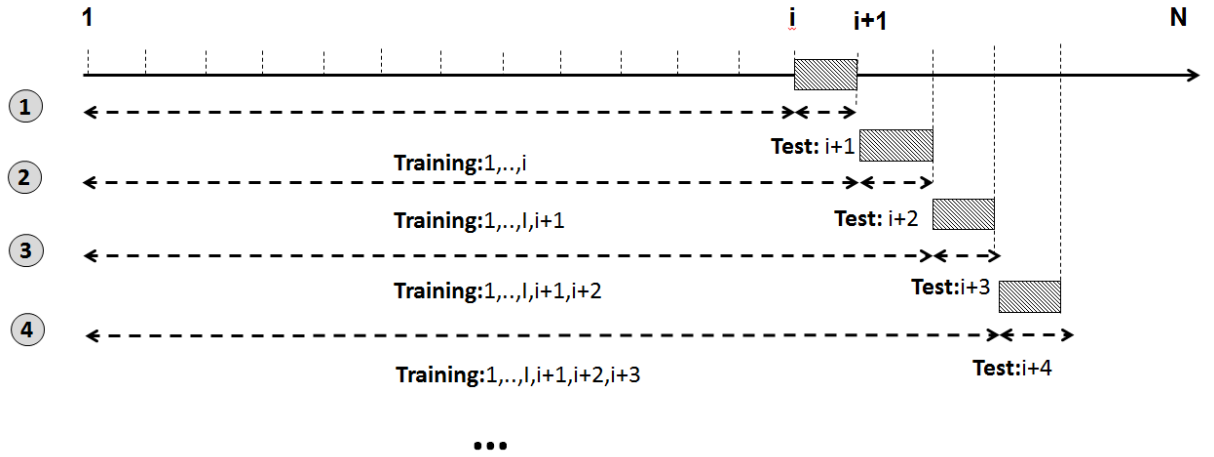 1 i i+1 N
1
Test: i+1
Training:1,..,i
2
Training:1,..,I,i+1
Test: i+2
3
Training:1,..,I,i+1,i+2
Test:i+3
4
Training:1,..,I,i+1,i+2,i+3
Test:i+4
...